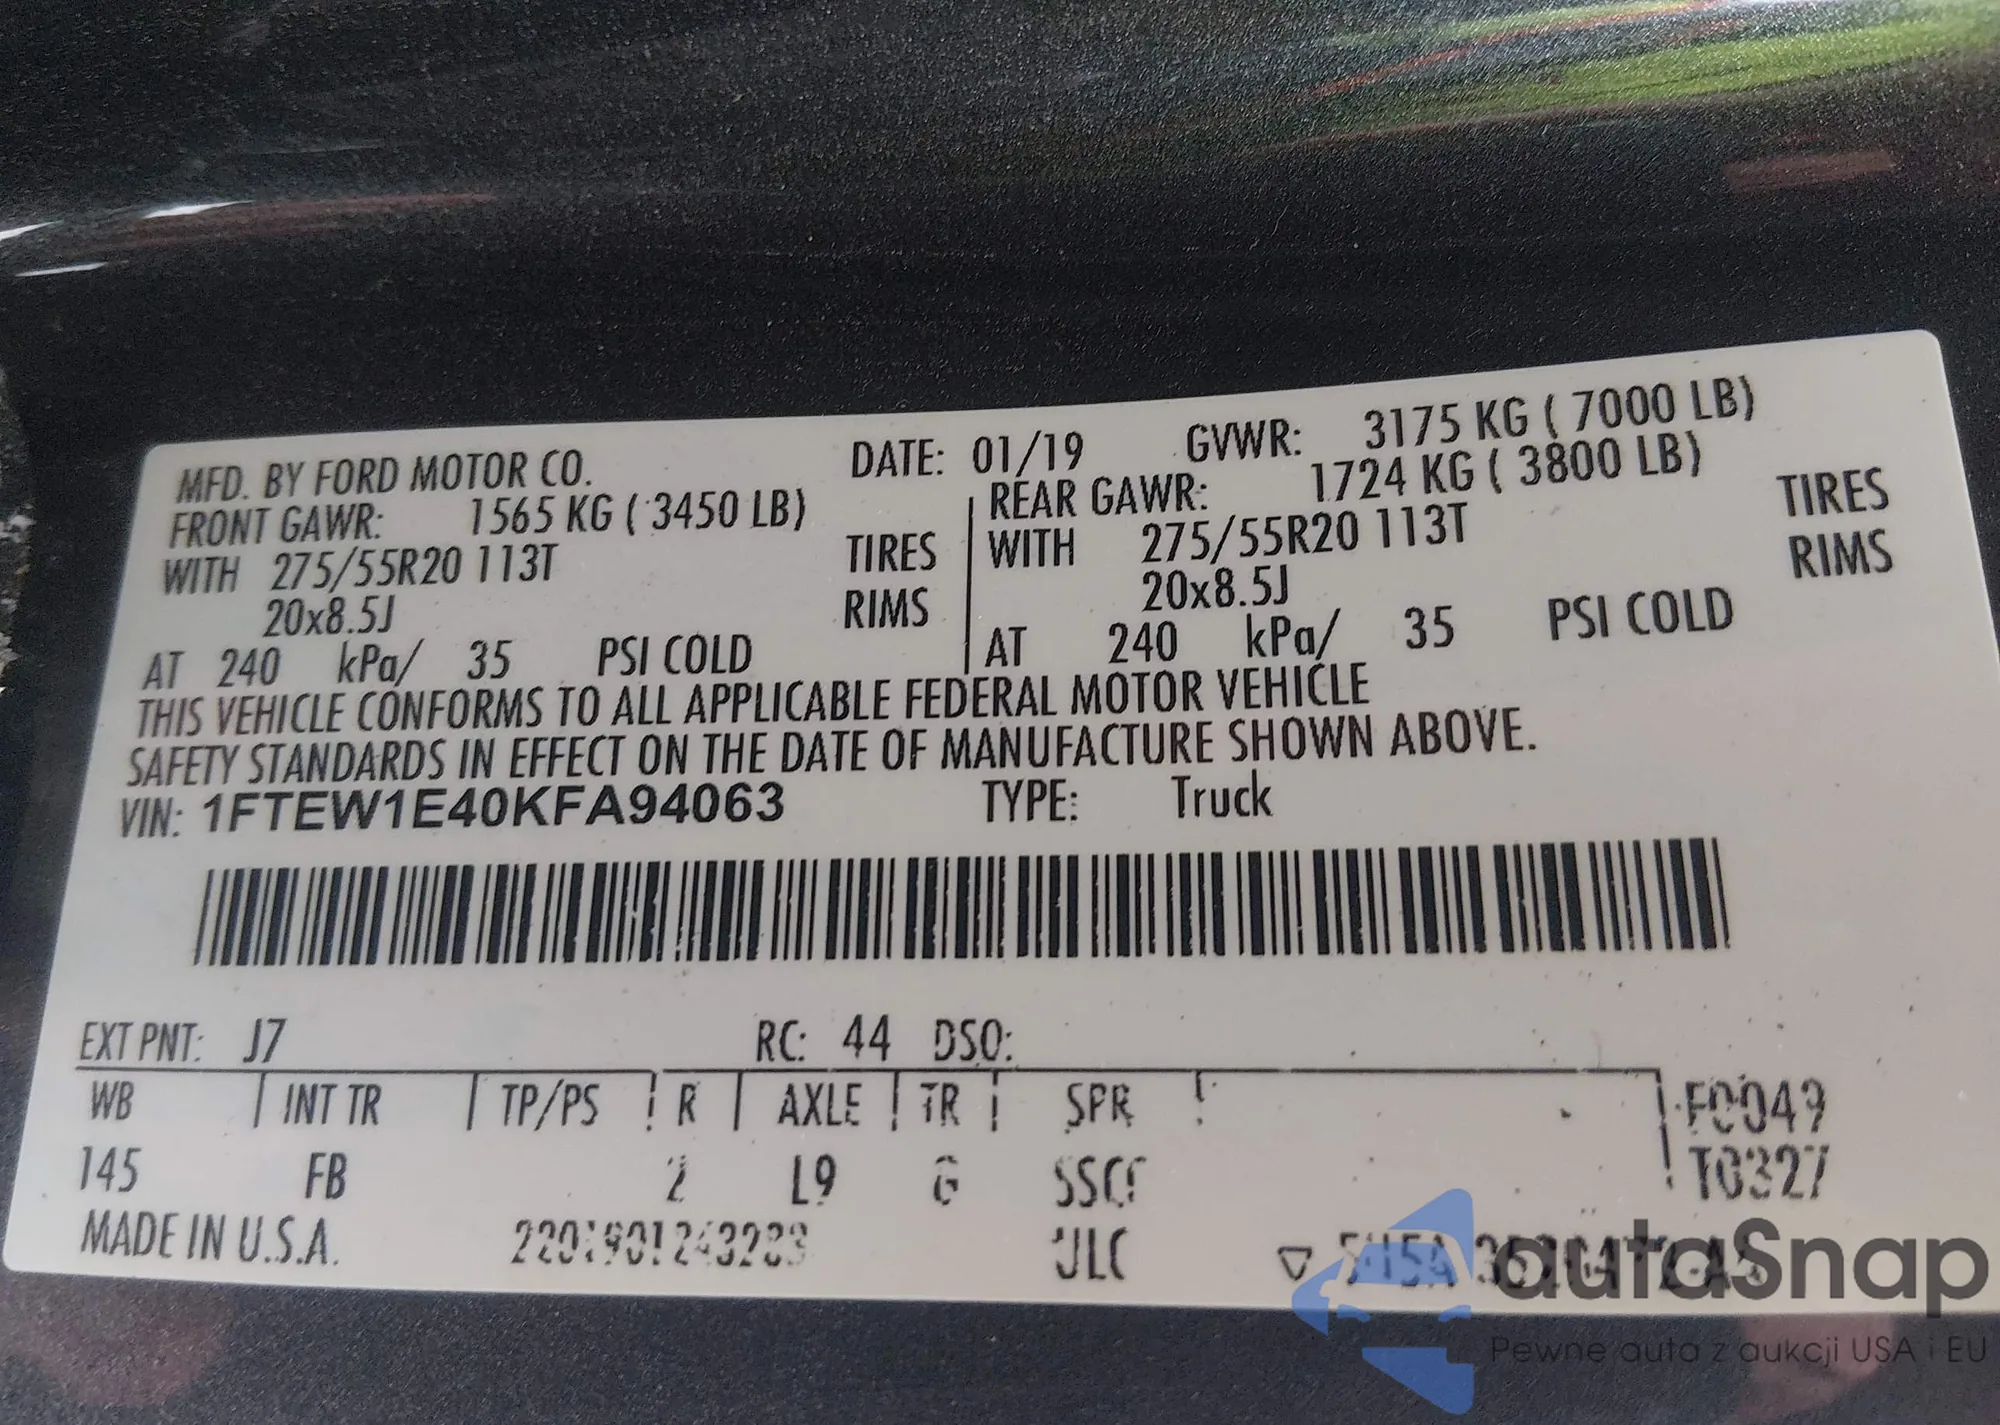 MFD. BY FORD MOTOR CO. DATE: 01/19 GVWR: 3175 KG ( 7000 LB)
FRONT GAWR: 1565 KG ( 3450 LB) REAR GAWR: 1724 KG ( 3800 LB)
WITH 275/55R20 113T TIRES WITH 275/55R20 113T TIRES
20x8.5J RIMS 20x8.5J RIMS
AT 240 kPa/ 35 PSI COLD AT 240 kPa/ 35 PSI COLD
THIS VEHICLE CONFORMS TO ALL APPLICABLE FEDERAL MOTOR VEHICLE
SAFETY STANDARDS IN EFFECT ON THE DATE OF MANUFACTURE SHOWN ABOVE.
VIN: 1FTEW1E40KFA94063 TYPE: Truck
EXT PNT: J7 RC: 44 DSO:
WB INT TR TP/PS R AXLE TR SPR F0049
145 FB 2 L9 G T0327
MADE IN U.S.A.
autoSnap
Pewne auta z aukcji USA i EU